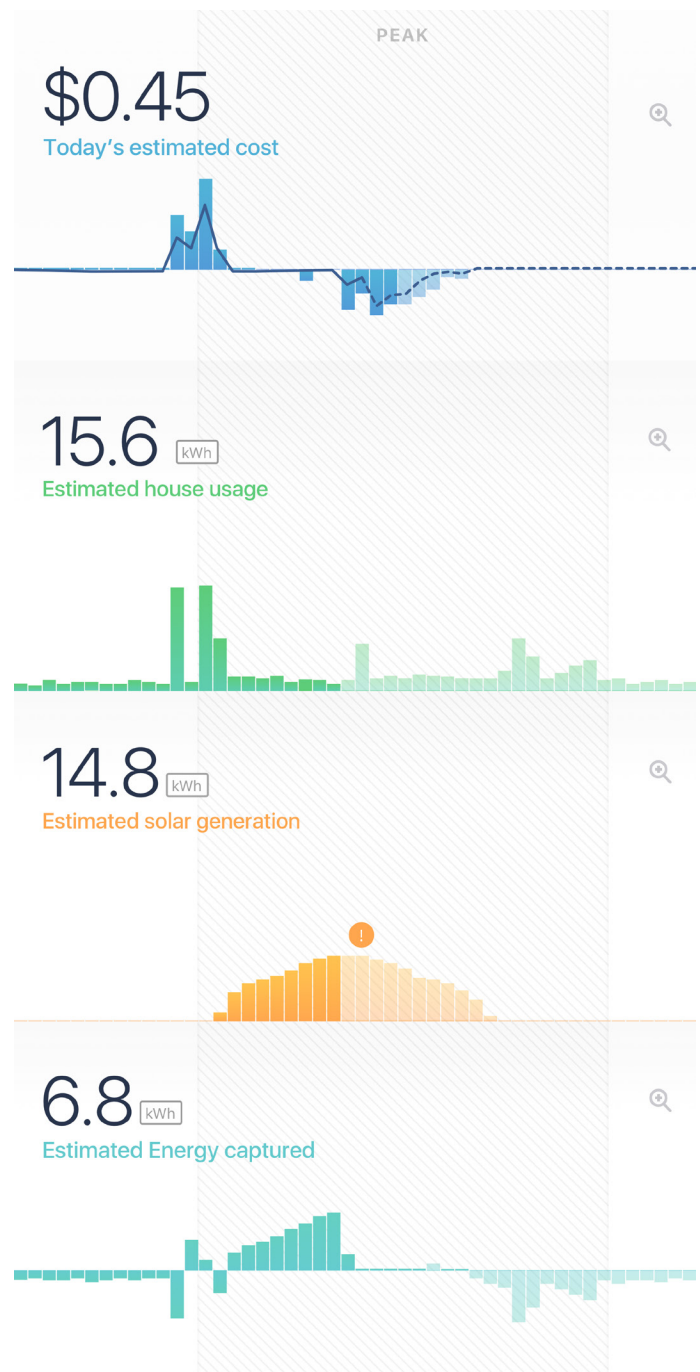 PEAK
$0.45
Today's estimated cost
15.6 kWh
Estimated house usage
14.8 kWh
Estimated solar generation
!
6.8 kWh
Estimated Energy captured